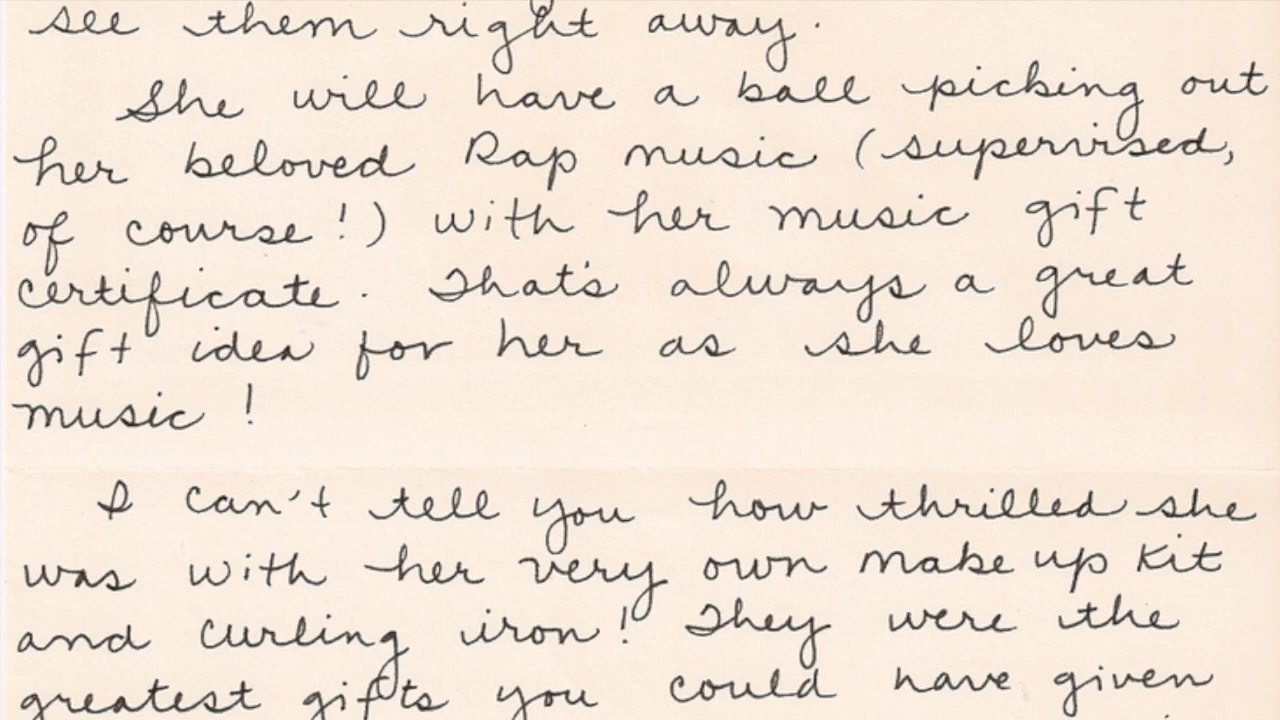 see them right away.
She will have a ball picking out
her beloved Rap music (supervised,
of course!) with her music gift
certificate. That's always a great
gift idea for her as she loves
music!
I can't tell you how thrilled she
was with her very own make up kit
and curling iron! They were the
greatest gifts you could have given